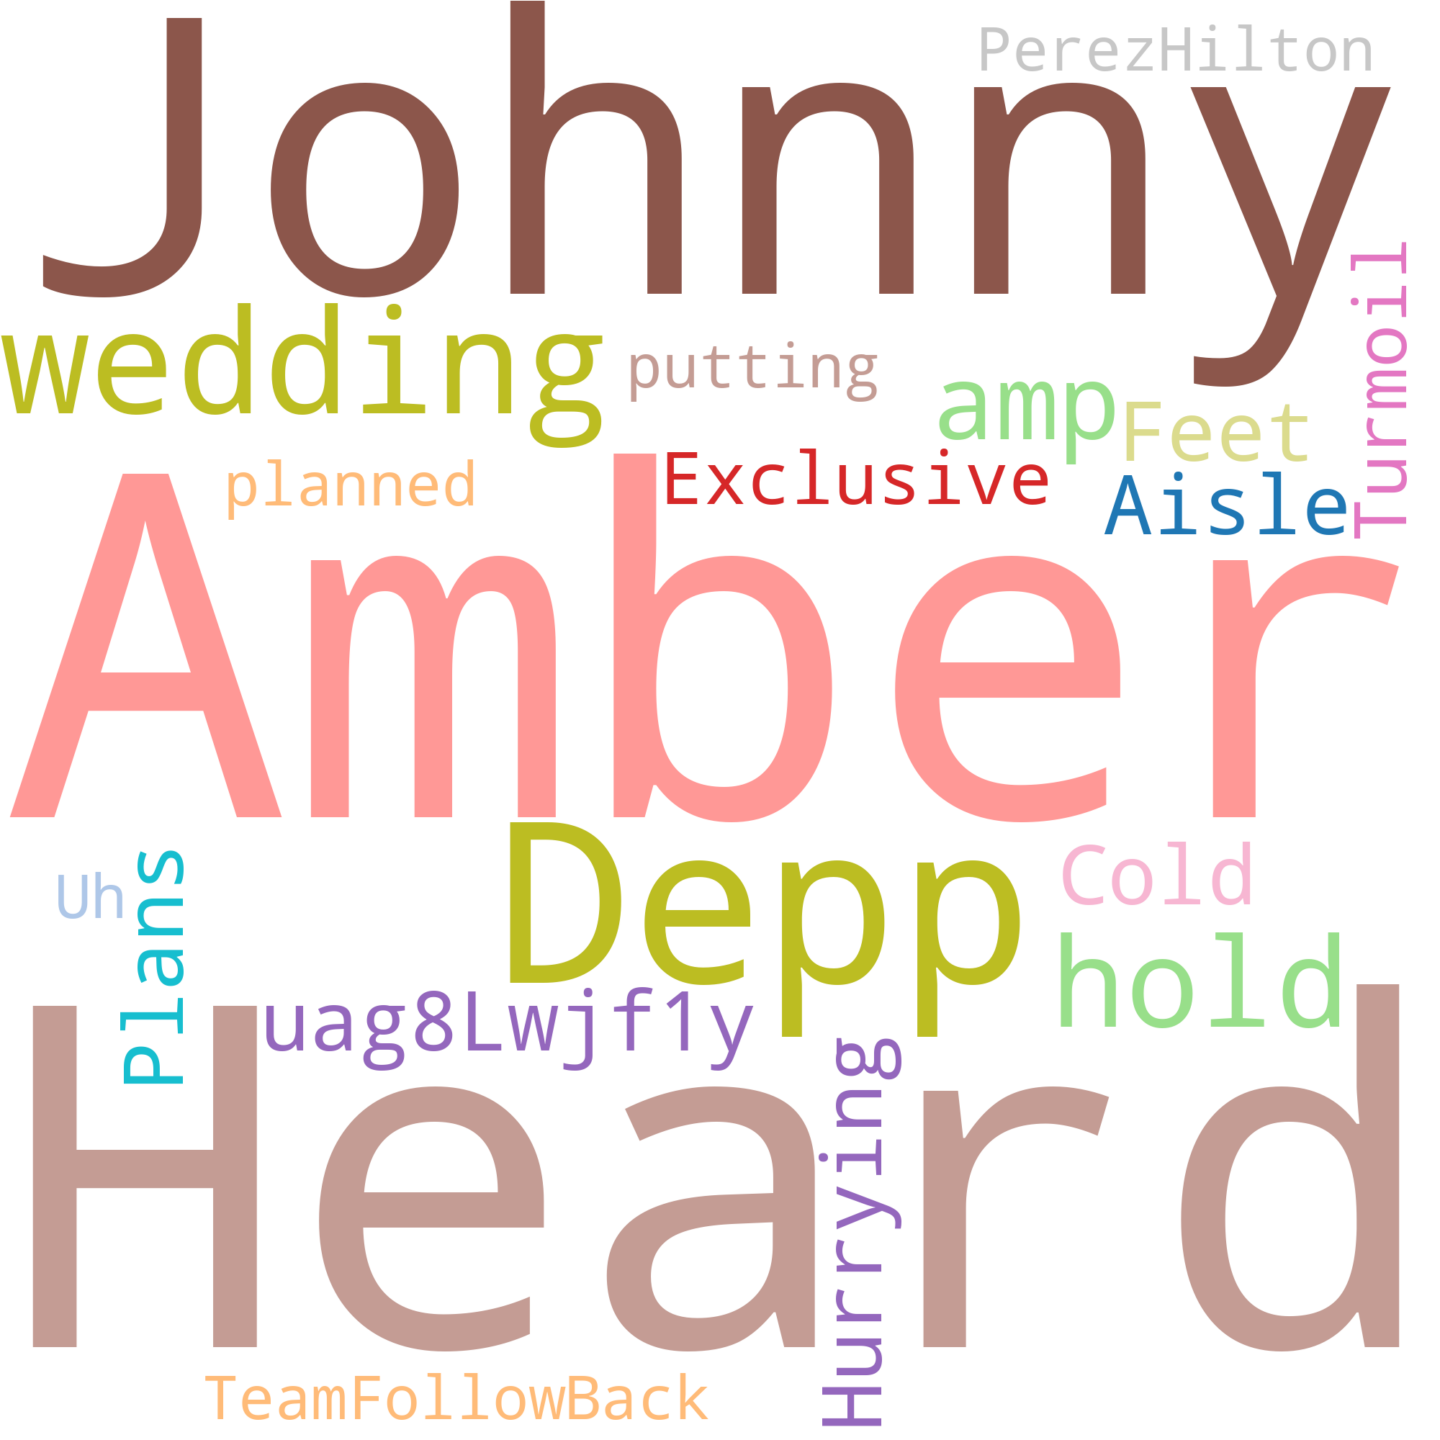 PerezHilton
Johnny
Turmoil
wedding
putting
amp
Feet
planned
Exclusive
Aisle
Amber
Depp
Cold
Uh
Plans
hold
uag8Lwjf1y
Heard
Hurrying
TeamFollowBack